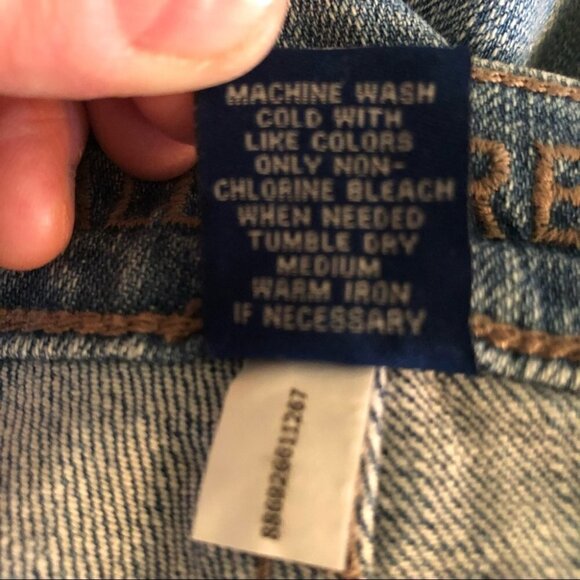 MACHINE WASH
COLD WITH
LIKE COLORS
ONLY NON-
CHLORINE BLEACH
WHEN NEEDED
TUMBLE DRY
MEDIUM
WARM IRON
IF NECESSARY
RE